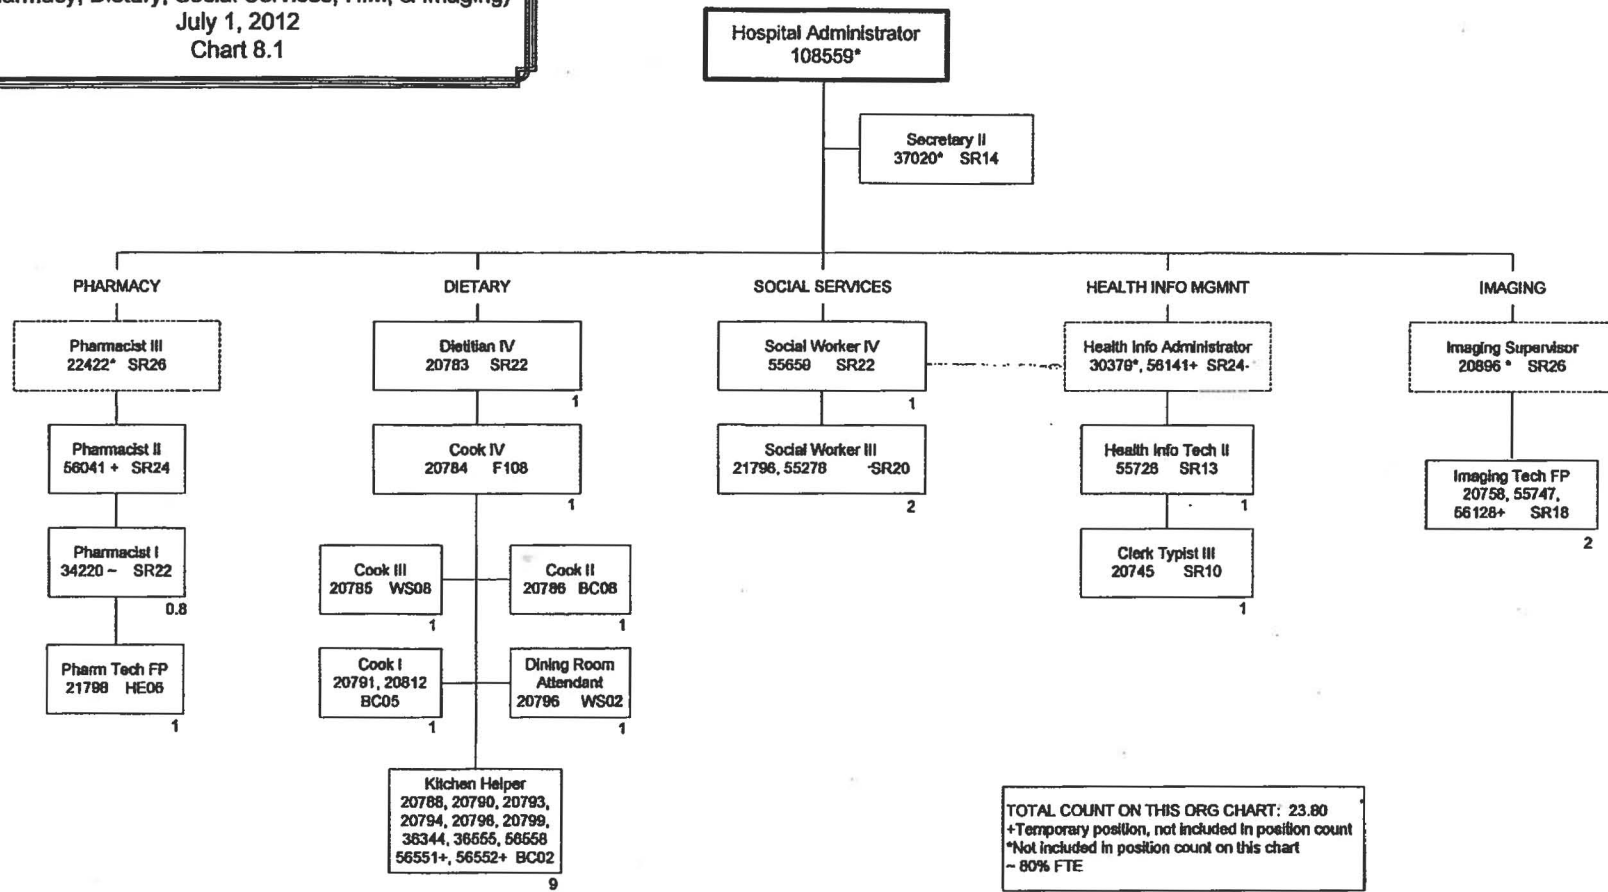 July 1, 2012
Chart 8.1
Hospital Administrator
108559*
Secretary II
37020* SR14
PHARMACY
DIETARY
SOCIAL SERVICES
HEALTH INFO MGMNT
IMAGING
Pharmacist III
22422* SR26
Dietitian IV
20783 SR22
1
Social Worker IV
55659 SR22
1
Health Info Administrator
30379*, 56141+ SR24-
Imaging Supervisor
20896 * SR26
Pharmacist II
56041 + SR24
Cook IV
20784 F108
1
Social Worker III
21796, 55278 -SR20
2
Health Info Tech II
55726 SR13
1
Imaging Tech FP
20758, 55747,
56128+ SR18
2
Pharmacist I
34220 ~ SR22
0.8
Cook III
20785 WS08
1
Cook II
20786 BC08
1
Clerk Typist III
20745 SR10
1
Pharm Tech FP
21798 HE06
1
Cook I
20791, 20812
BC05
1
Dining Room
Attendant
20796 WS02
1
Kitchen Helper
20788, 20790, 20793,
20794, 20798, 20799,
36344, 36555, 56558
56551+, 56552+ BC02
9
TOTAL COUNT ON THIS ORG CHART: 23.80
+Temporary position, not included in position count
*Not included in position count on this chart
~ 80% FTE